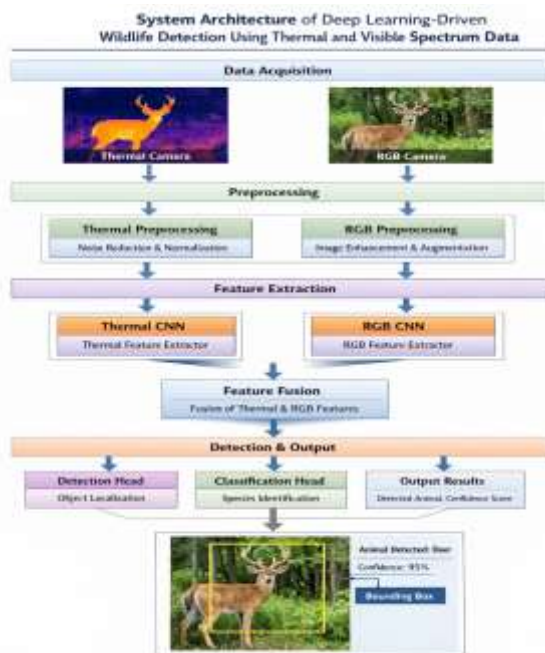 System Architecture of Deep Learning-Driven
Wildlife Detection Using Thermal and Visible Spectrum Data
Data Acquisition
Thermal Camera
RGB Camera
Preprocessing
Thermal Preprocessing
Noise Reduction & Normalization
RGB Preprocessing
Image Enhancement & Augmentation
Feature Extraction
Thermal CNN
Thermal Feature Extractor
RGB CNN
RGB Feature Extractor
Feature Fusion
Fusion of Thermal & RGB Features
Detection & Output
Detection Head
Object Localization
Classification Head
Species Identification
Output Results
Detected Animal, Confidence Score
Animal Detected: Deer
Confidence: 95%
Bounding Box